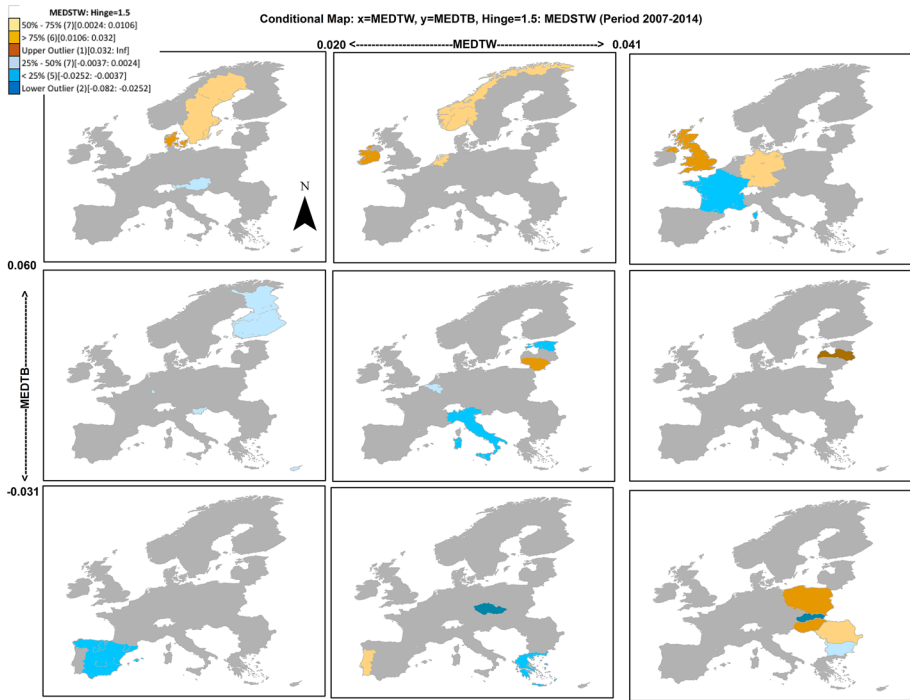 Conditional Map: x=MEDTW, y=MEDTB, Hinge=1.5: MEDSTW (Period 2007-2014)
MEDSTW: Hinge=1.5
50% - 75% (7)[0.0024: 0.0106]
> 75% (6)[0.0106: 0.032]
Upper Outlier (1)[0.032: Inf]
25% - 50% (7)[-0.0037: 0.0024]
< 25% (5)[-0.0252: -0.0037]
Lower Outlier (2)[-0.082: -0.0252]
0.020 <---------------------MEDTW---------------------> 0.041
N
0.060
<---------------MEDTB--------------->
-0.031